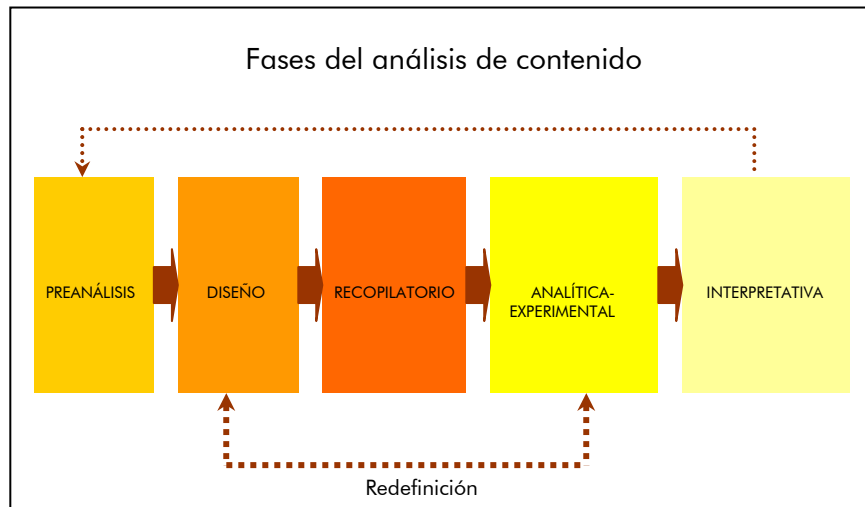 Fases del análisis de contenido
PREANÁLISIS
DISEÑO
RECOPILATORIO
ANALÍTICA-
EXPERIMENTAL
INTERPRETATIVA
Redefinición